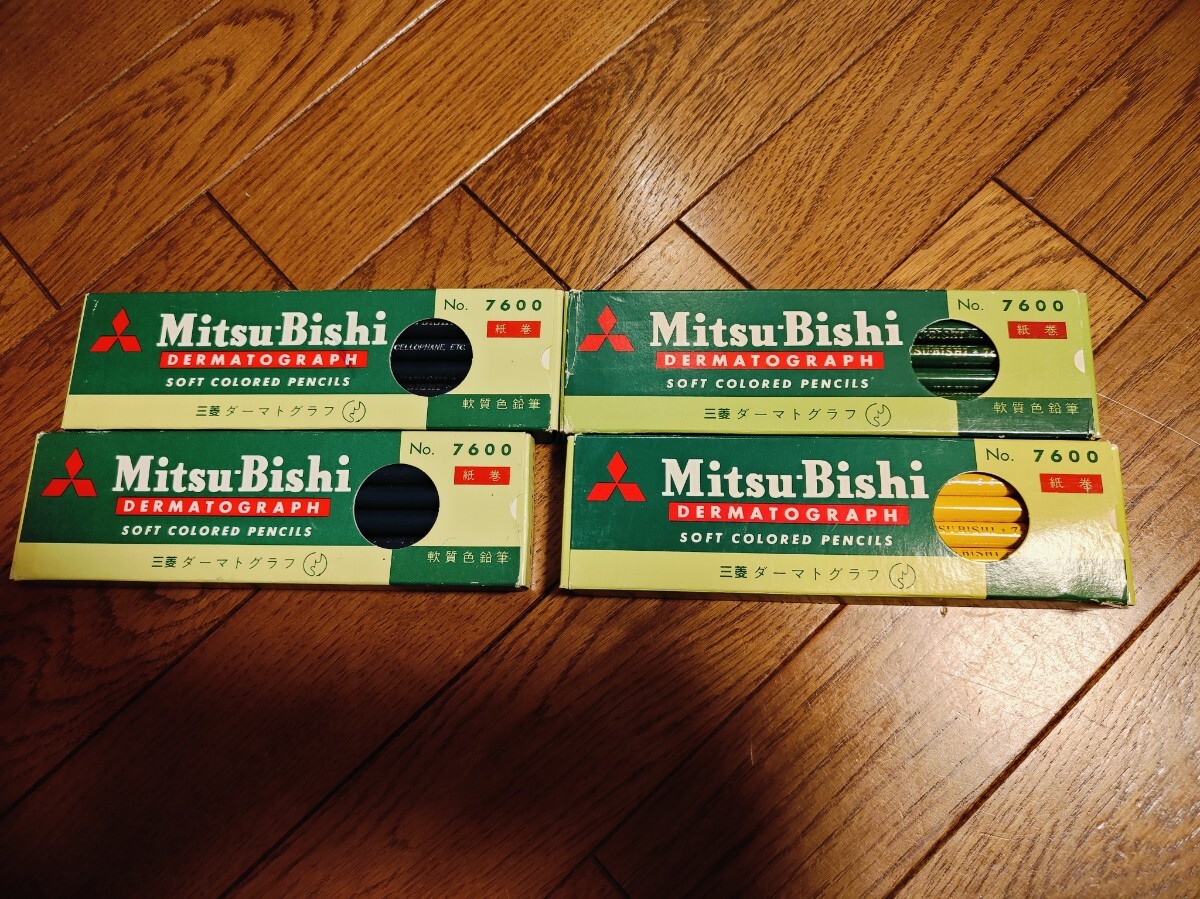 No. 7600
紙巻
Mitsu-Bishi
DERMATOGRAPH
SOFT COLORED PENCILS
三菱 ダーマトグラフ
軟質色鉛筆
CELLOPHANE, ETC.
No. 7600
紙巻
Mitsu-Bishi
DERMATOGRAPH
SOFT COLORED PENCILS
三菱 ダーマトグラフ
軟質色鉛筆
No. 7600
紙巻
Mitsu-Bishi
DERMATOGRAPH
SOFT COLORED PENCILS
三菱 ダーマトグラフ
軟質色鉛筆
No. 7600
紙巻
Mitsu-Bishi
DERMATOGRAPH
SOFT COLORED PENCILS
三菱 ダーマトグラフ